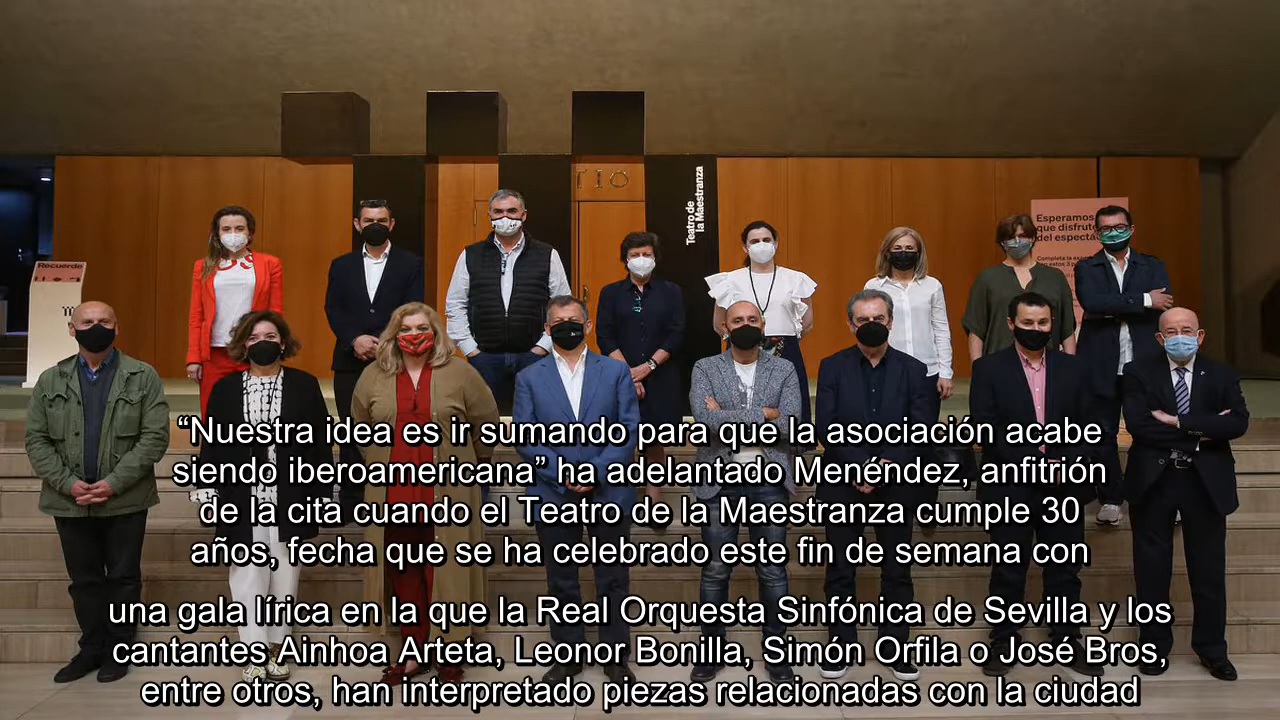 TIO
Teatro de
la Maestranza
Esperamos
que disfrute
del espectá
Completa la
Recuerde
“Nuestra idea es ir sumando para que la asociación acabe
siendo iberoamericana” ha adelantado Menéndez, anfitrión
de la cita cuando el Teatro de la Maestranza cumple 30
años, fecha que se ha celebrado este fin de semana con
una gala lírica en la que la Real Orquesta Sinfónica de Sevilla y los
cantantes Ainhoa Arteta, Leonor Bonilla, Simón Orfila o José Bros,
entre otros, han interpretado piezas relacionadas con la ciudad